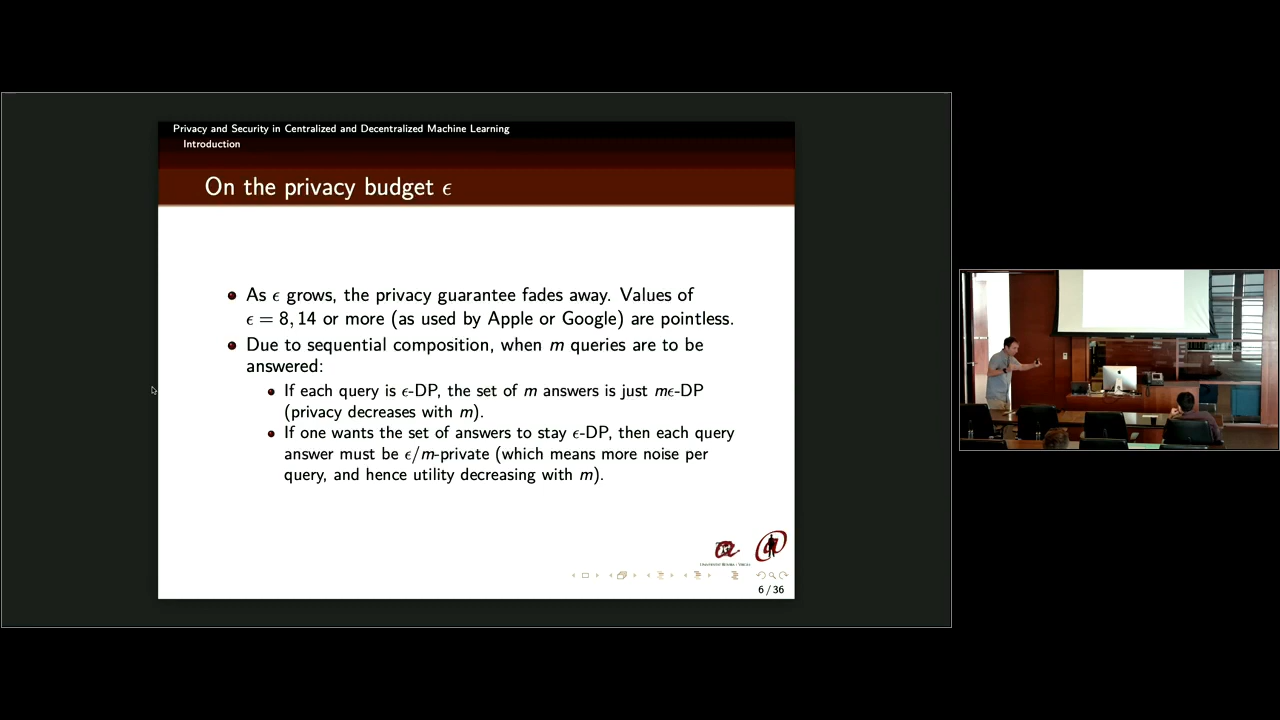 Privacy and Security in Centralized and Decentralized Machine Learning
Introduction
On the privacy budget ϵ
As ϵ grows, the privacy guarantee fades away. Values of
ϵ = 8, 14 or more (as used by Apple or Google) are pointless.
Due to sequential composition, when m queries are to be
answered:
If each query is ϵ-DP, the set of m answers is just mϵ-DP
(privacy decreases with m).
If one wants the set of answers to stay ϵ-DP, then each query
answer must be ϵ/m-private (which means more noise per
query, and hence utility decreasing with m).
6 / 36